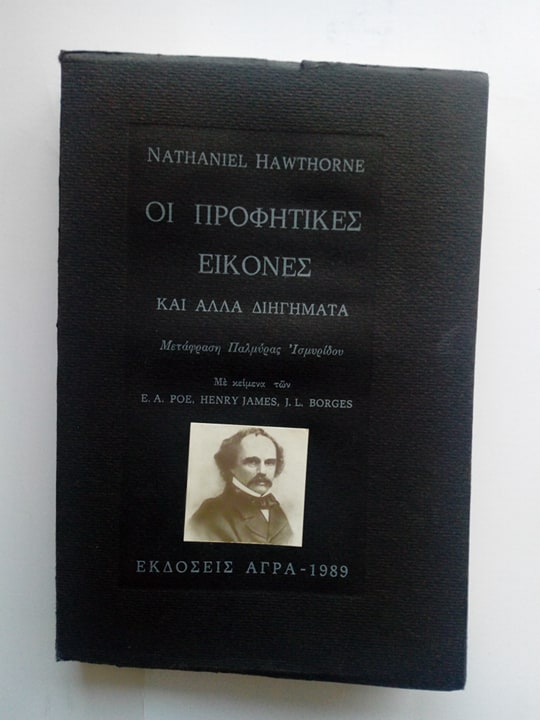 NATHANIEL HAWTHORNE
ΟΙ ΠΡΟΦΗΤΙΚΕΣ
ΕΙΚΟΝΕΣ
ΚΑΙ ΑΛΛΑ ΔΙΗΓΗΜΑΤΑ
Μετάφραση Παλμύρας Ἰσμυρίδου
Μὲ κείμενα τῶν
E. A. POE, HENRY JAMES, J. L. BORGES
ΕΚΔΟΣΕΙΣ ΑΓΡΑ - 1989